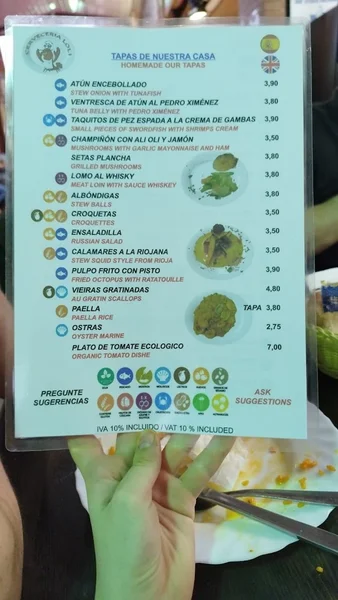 CERVECERIA LOLI
TAPAS DE NUESTRA CASA
HOMEMADE OUR TAPAS
ATÚN ENCEBOLLADO 3,90
STEW ONION WITH TUNAFISH
VENTRESCA DE ATÚN AL PEDRO XIMÉNEZ 3,80
TUNA BELLY WITH PEDRO XIMÉNEZ
TAQUITOS DE PEZ ESPADA A LA CREMA DE GAMBAS 3,90
SMALL PIECES OF SWORDFISH WITH SHRIMPS CREAM
CHAMPIÑÓN CON ALI OLI Y JAMÓN 3,50
MUSHROOMS WITH GARLIC MAYONNAISE AND HAM
SETAS PLANCHA 3,80
GRILLED MUSHROOMS
LOMO AL WHISKY 3,80
MEAT LOIN WITH SAUCE WHISKEY
ALBÓNDIGAS 3,80
STEW BALLS
CROQUETAS 3,50
CROQUETTES
ENSALADILLA 3,50
RUSSIAN SALAD
CALAMARES A LA RIOJANA 3,50
STEW SQUID STYLE FROM RIOJA
PULPO FRITO CON PISTO 3,90
FRIED OCTOPUS WITH RATATOUILLE
VIEIRAS GRATINADAS 4,80
AU GRATIN SCALLOPS
PAELLA TAPA 3,80
PAELLA RICE
OSTRAS 2,75
OYSTER MARINE
PLATO DE TOMATE ECOLOGICO 7,00
ORGANIC TOMATO DISHE
PREGUNTE
SUGERENCIAS
ASK
SUGGESTIONS
IVA 10% INCLUIDO / VAT 10 % INCLUDED